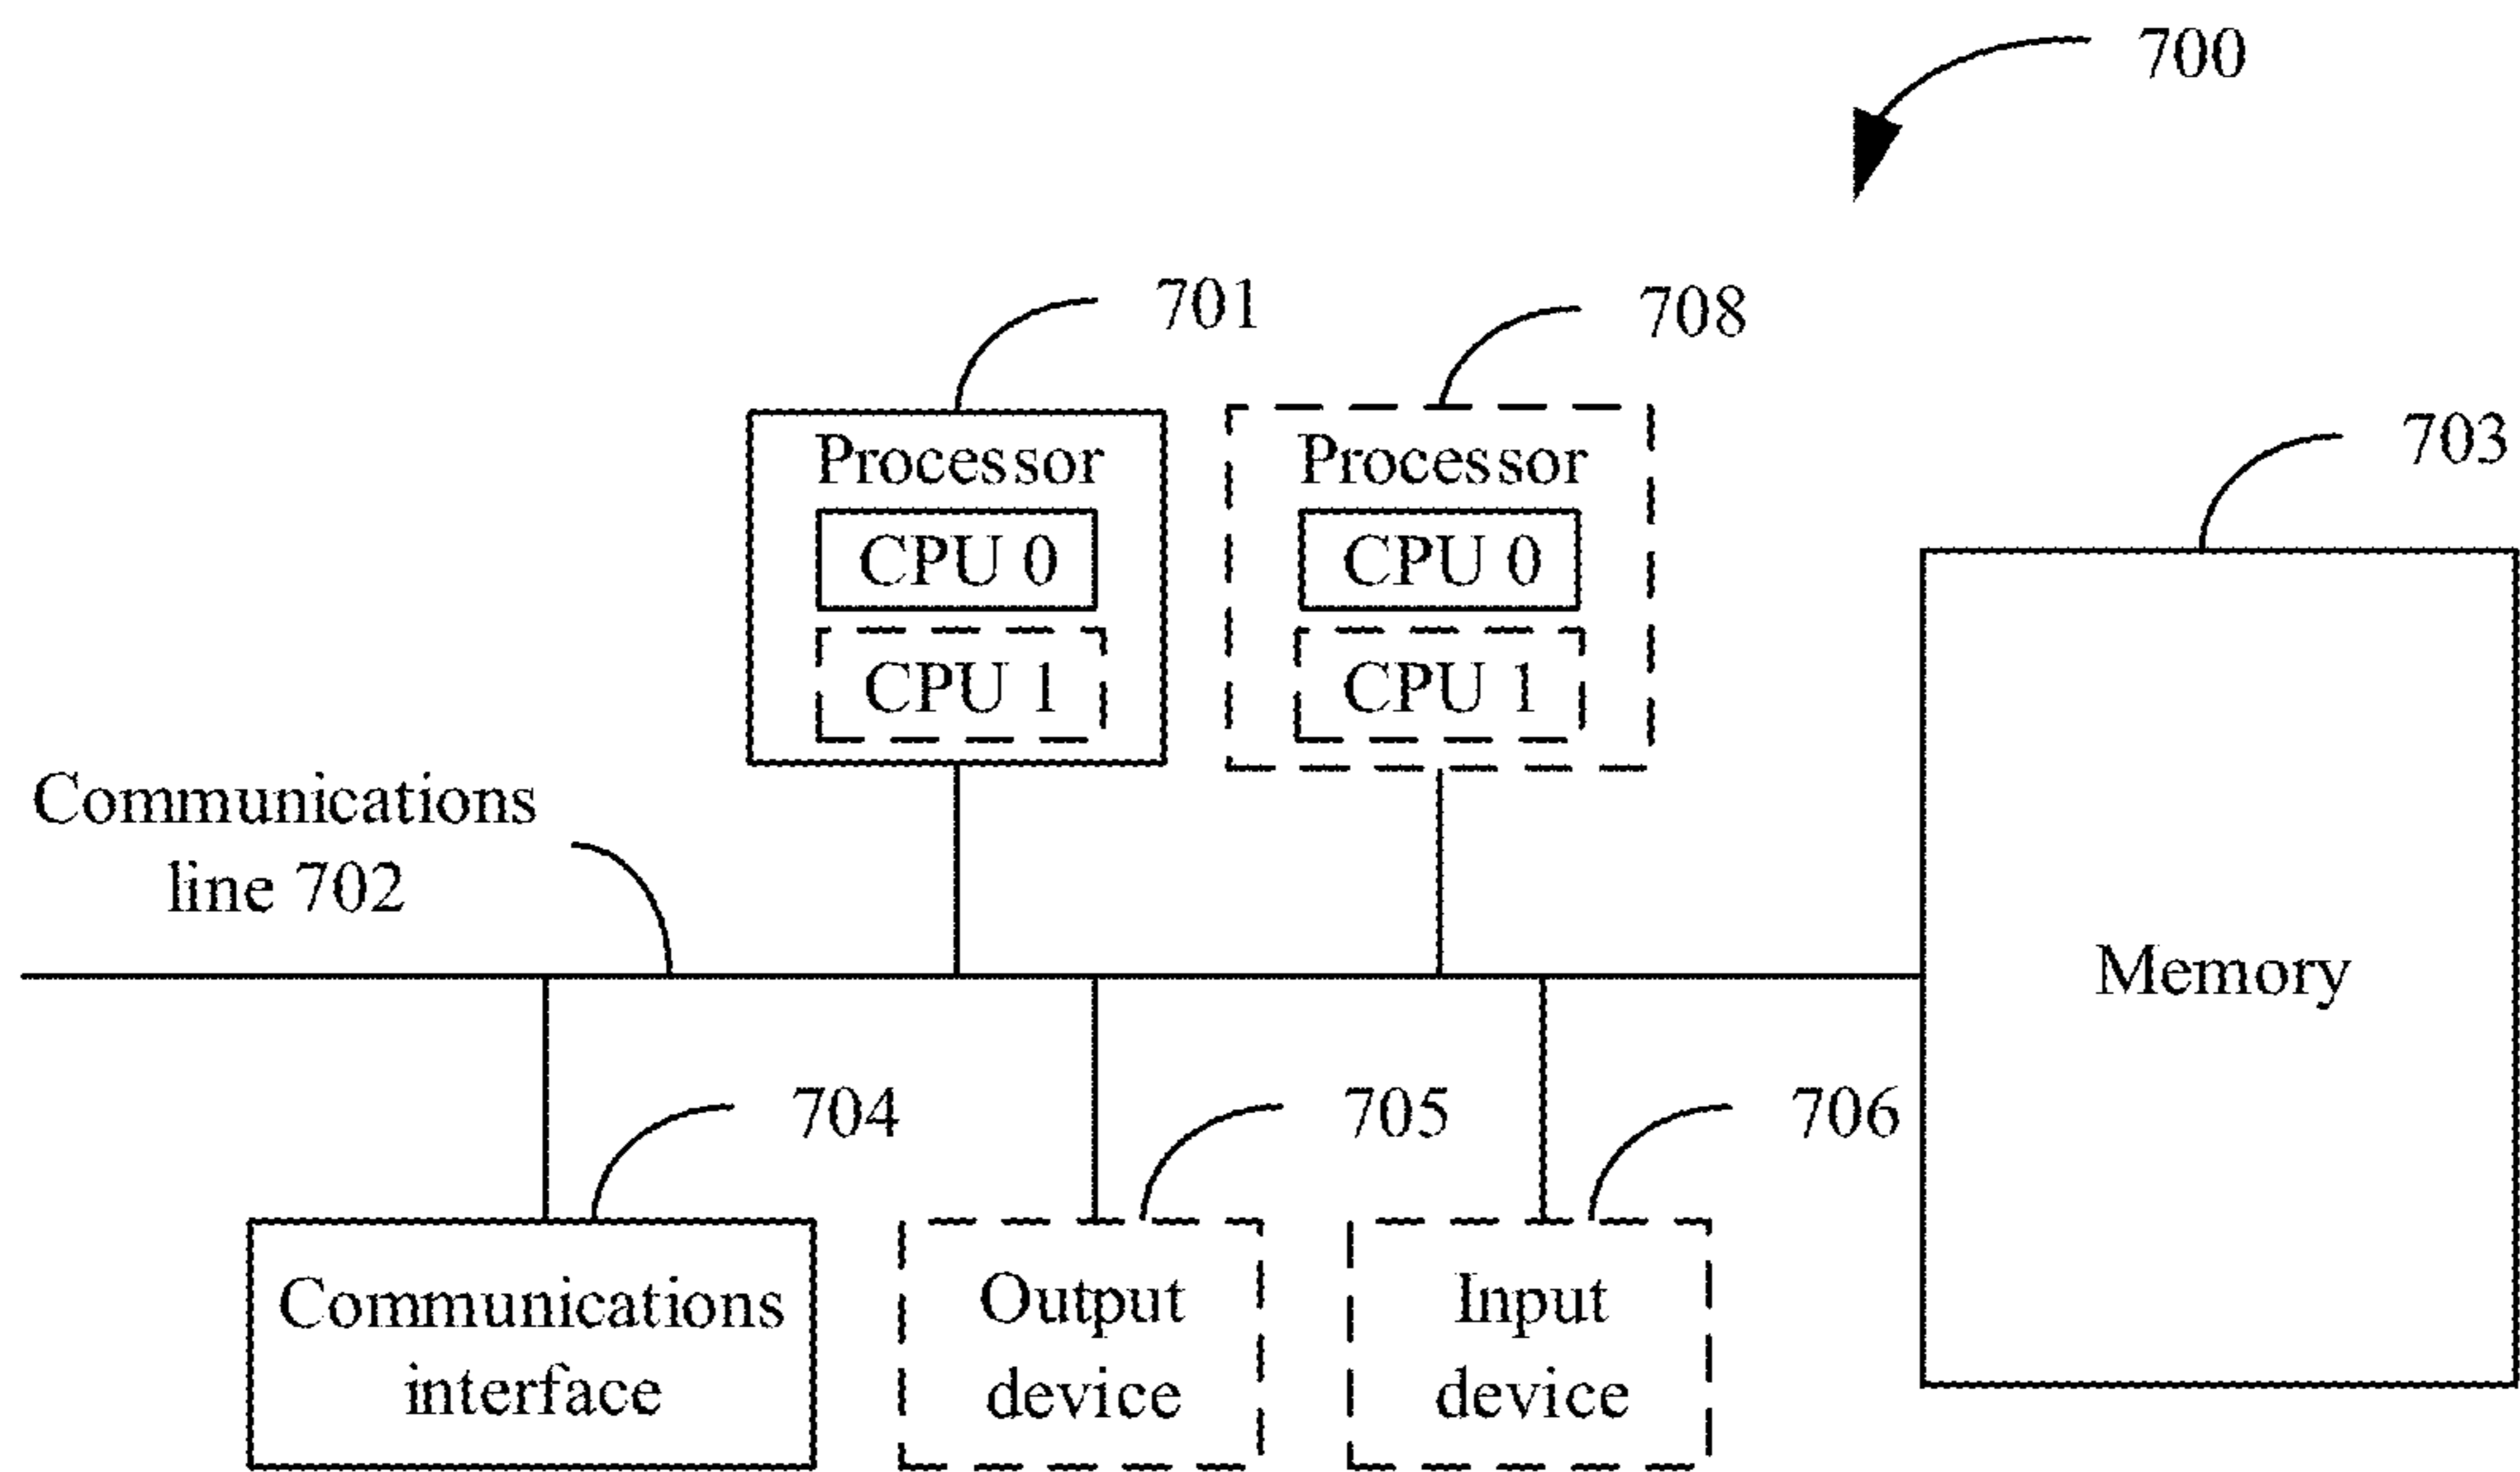 700
701
708
703
Processor
CPU 0
CPU 1
Processor
CPU 0
CPU 1
Communications
line 702
Memory
704
705
706
Communications
interface
Output
device
Input
device